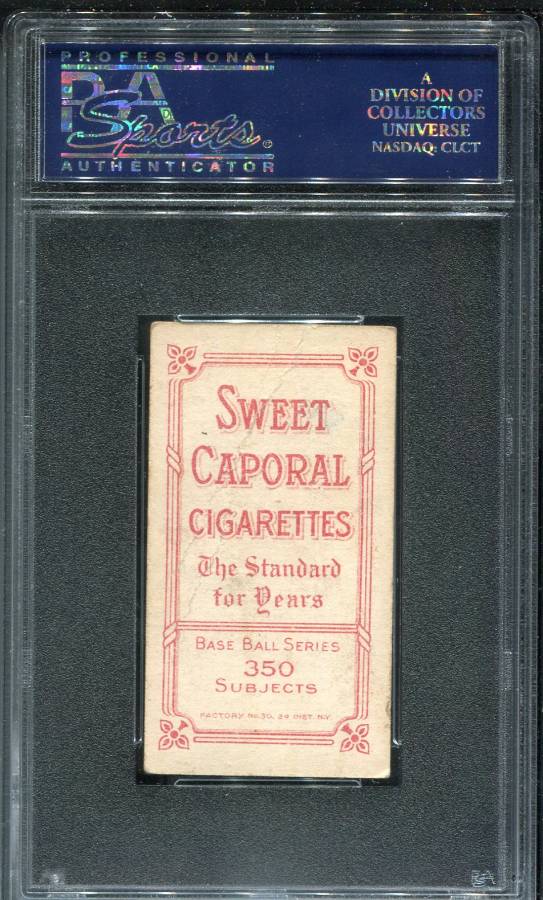 PROFESSIONAL
PSA
Sports®
AUTHENTICATOR
A
DIVISION OF
COLLECTORS
UNIVERSE
NASDAQ: CLCT
SWEET
CAPORAL
CIGARETTES
The Standard
for Years
BASE BALL SERIES
350
SUBJECTS
FACTORY No. 30, 2d DIST. N.Y.
PSA